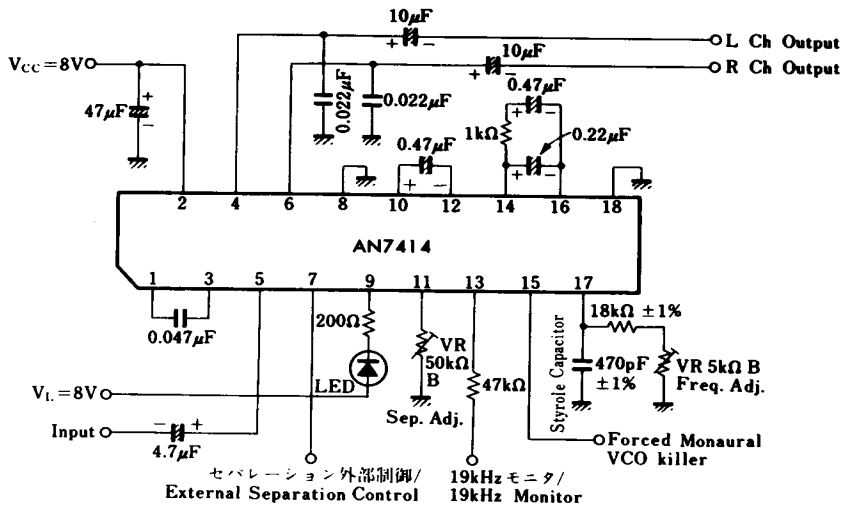 10μF
L Ch Output
VCC=8V
10μF
R Ch Output
47μF
0.022μF
0.022μF
0.47μF
0.47μF
1kΩ
0.22μF
2 4 6 8 10 12 14 16 18
AN7414
1 3 5 7 9 11 13 15 17
0.047μF
200Ω
LED
VR
50kΩ
B
Sep. Adj.
47kΩ
Styrole Capacitor
18kΩ ±1%
470pF
±1%
VR 5kΩ B
Freq. Adj.
VL=8V
Input
4.7μF
Forced Monaural
VCO killer
セパレーション外部制御/
External Separation Control
19kHzモニタ/
19kHz Monitor